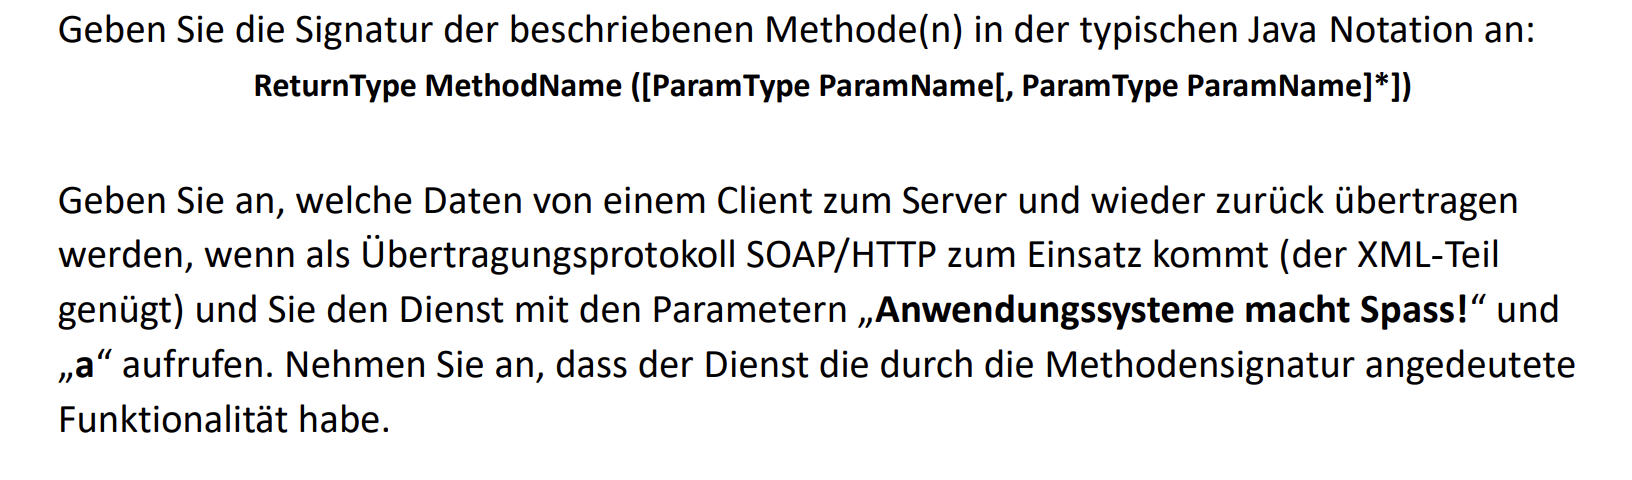 Geben Sie die Signatur der beschriebenen Methode(n) in der typischen Java Notation an:
ReturnType MethodName ([ParamType ParamName[, ParamType ParamName]*])
Geben Sie an, welche Daten von einem Client zum Server und wieder zurück übertragen
werden, wenn als Übertragungsprotokoll SOAP/HTTP zum Einsatz kommt (der XML-Teil
genügt) und Sie den Dienst mit den Parametern „Anwendungssysteme macht Spass!“ und
„a“ aufrufen. Nehmen Sie an, dass der Dienst die durch die Methodensignatur angedeutete
Funktionalität habe.